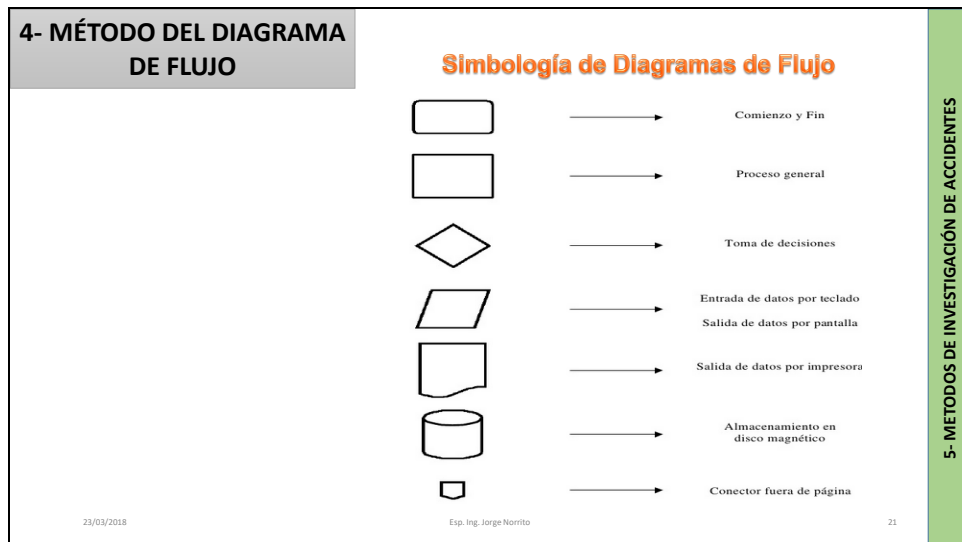 4- MÉTODO DEL DIAGRAMA
DE FLUJO
Simbología de Diagramas de Flujo
Comienzo y Fin
Proceso general
Toma de decisiones
Entrada de datos por teclado
Salida de datos por pantalla
Salida de datos por impresora
Almacenamiento en
disco magnético
Conector fuera de página
5- METODOS DE INVESTIGACIÓN DE ACCIDENTES
23/03/2018
Esp. Ing. Jorge Norrito
21